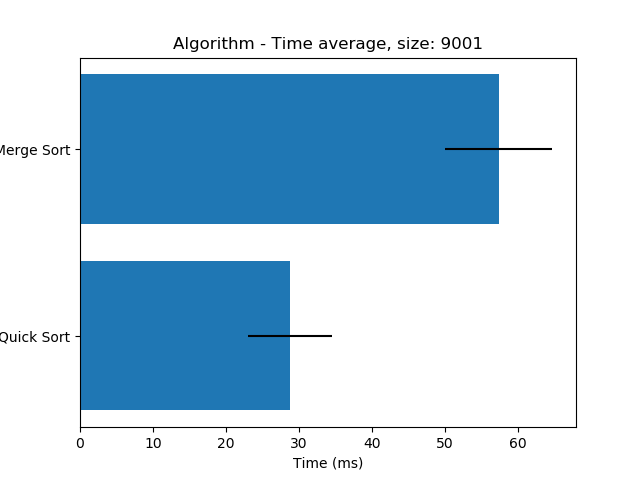 Algorithm - Time average, size: 9001
Merge Sort
Quick Sort
0 10 20 30 40 50 60
Time (ms)